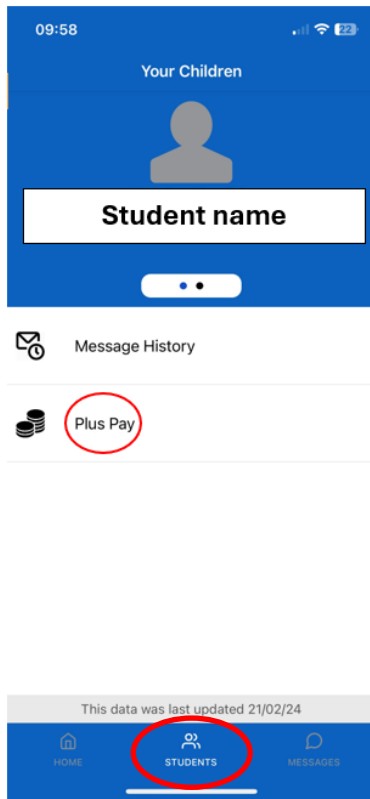 09:58 22
Your Children
Student name
Message History
Plus Pay
This data was last updated 21/02/24
HOME STUDENTS MESSAGES